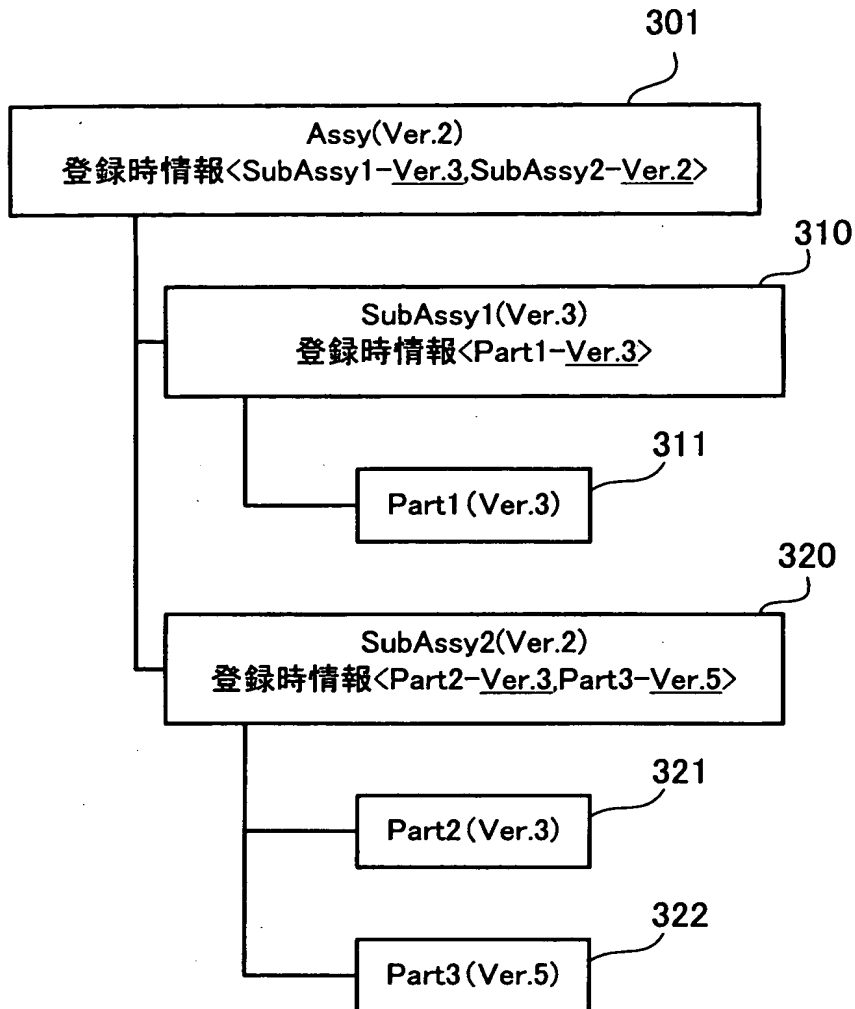 301
Assy(Ver.2)
登録時情報<SubAssy1-Ver.3,SubAssy2-Ver.2>
310
SubAssy1(Ver.3)
登録時情報<Part1-Ver.3>
311
Part1(Ver.3)
320
SubAssy2(Ver.2)
登録時情報<Part2-Ver.3,Part3-Ver.5>
321
Part2(Ver.3)
322
Part3(Ver.5)